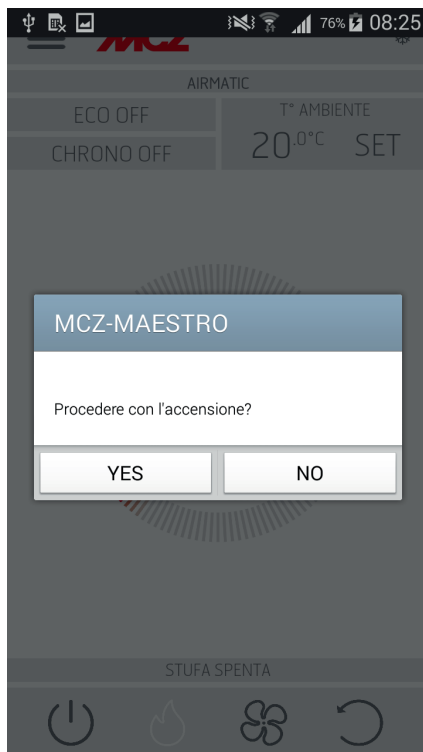 76% 08:25
MCZ
AIRMATIC
ECO OFF
T° AMBIENTE
CHRONO OFF
20.0°C SET
MCZ-MAESTRO
Procedere con l'accensione?
YES NO
STUFA SPENTA